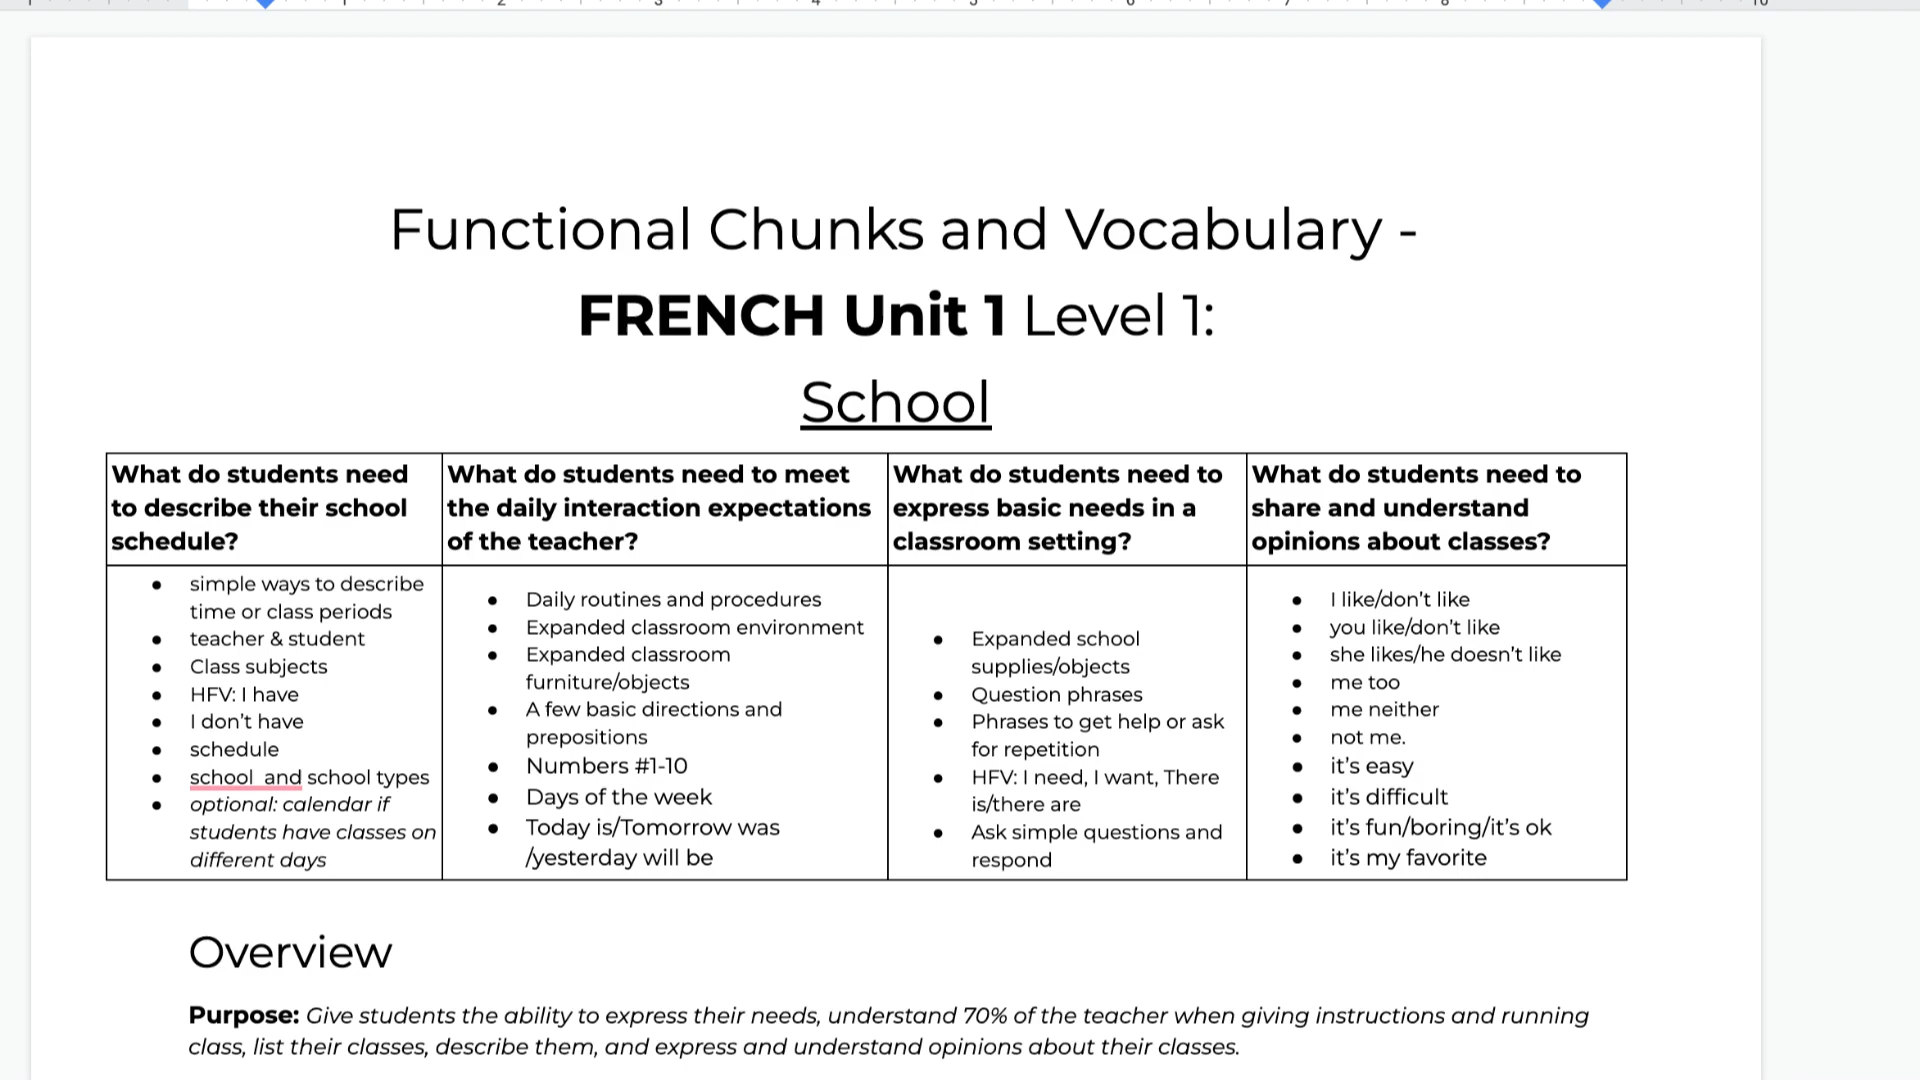 Functional Chunks and Vocabulary -
FRENCH Unit 1 Level 1:
School
What do students need
to describe their school
schedule?
simple ways to describe
time or class periods
teacher & student
Class subjects
HFV: I have
I don't have
schedule
school  and school types
optional: calendar if
students have classes on
different days
What do students need to meet
the daily interaction expectations
of the teacher?
Daily routines and procedures
Expanded classroom environment
Expanded classroom
furniture/objects
A few basic directions and
prepositions
Numbers #1-10
Days of the week
Today is/Tomorrow was
/yesterday will be
What do students need to
express basic needs in a
classroom setting?
Expanded school
supplies/objects
Question phrases
Phrases to get help or ask
for repetition
HFV: I need, I want, There
is/there are
Ask simple questions and
respond
What do students need to
share and understand
opinions about classes?
I like/don't like
you like/don't like
she likes/he doesn't like
me too
me neither
not me.
it's easy
it's difficult
it's fun/boring/it's ok
it's my favorite
Overview
Purpose: Give students the ability to express their needs, understand 70% of the teacher when giving instructions and running
class, list their classes, describe them, and express and understand opinions about their classes.